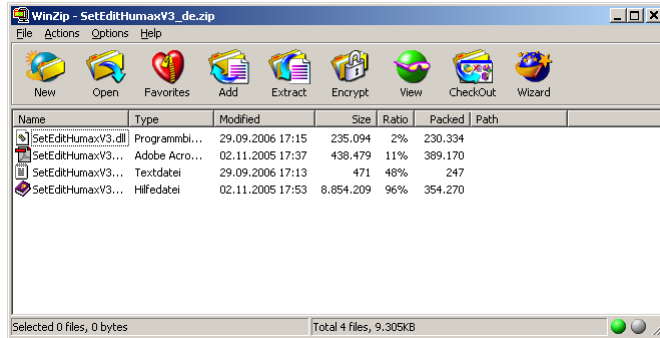 WinZip - SetEditHumaxV3_de.zip
File Actions Options Help
New Open Favorites Add Extract Encrypt View CheckOut Wizard
Name Type Modified Size Ratio Packed Path
SetEditHumaxV3.dll Programmbi... 29.09.2006 17:15 235.094 2% 230.334
SetEditHumaxV3... Adobe Acro... 02.11.2005 17:37 438.479 11% 389.170
SetEditHumaxV3... Textdatei 29.09.2006 17:13 471 48% 247
SetEditHumaxV3... Hilfedatei 02.11.2005 17:53 8.854.209 96% 354.270
Selected 0 files, 0 bytes Total 4 files, 9.305KB